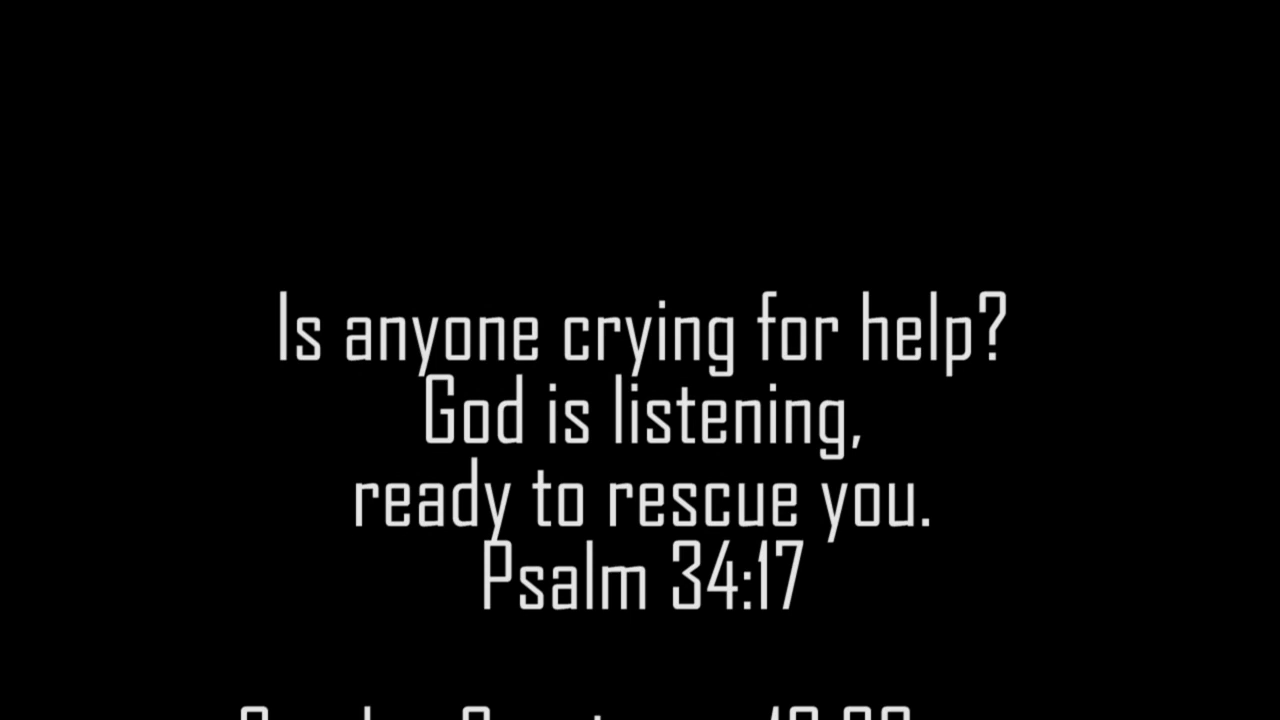 Is anyone crying for help?
God is listening,
ready to rescue you.
Psalm 34:17